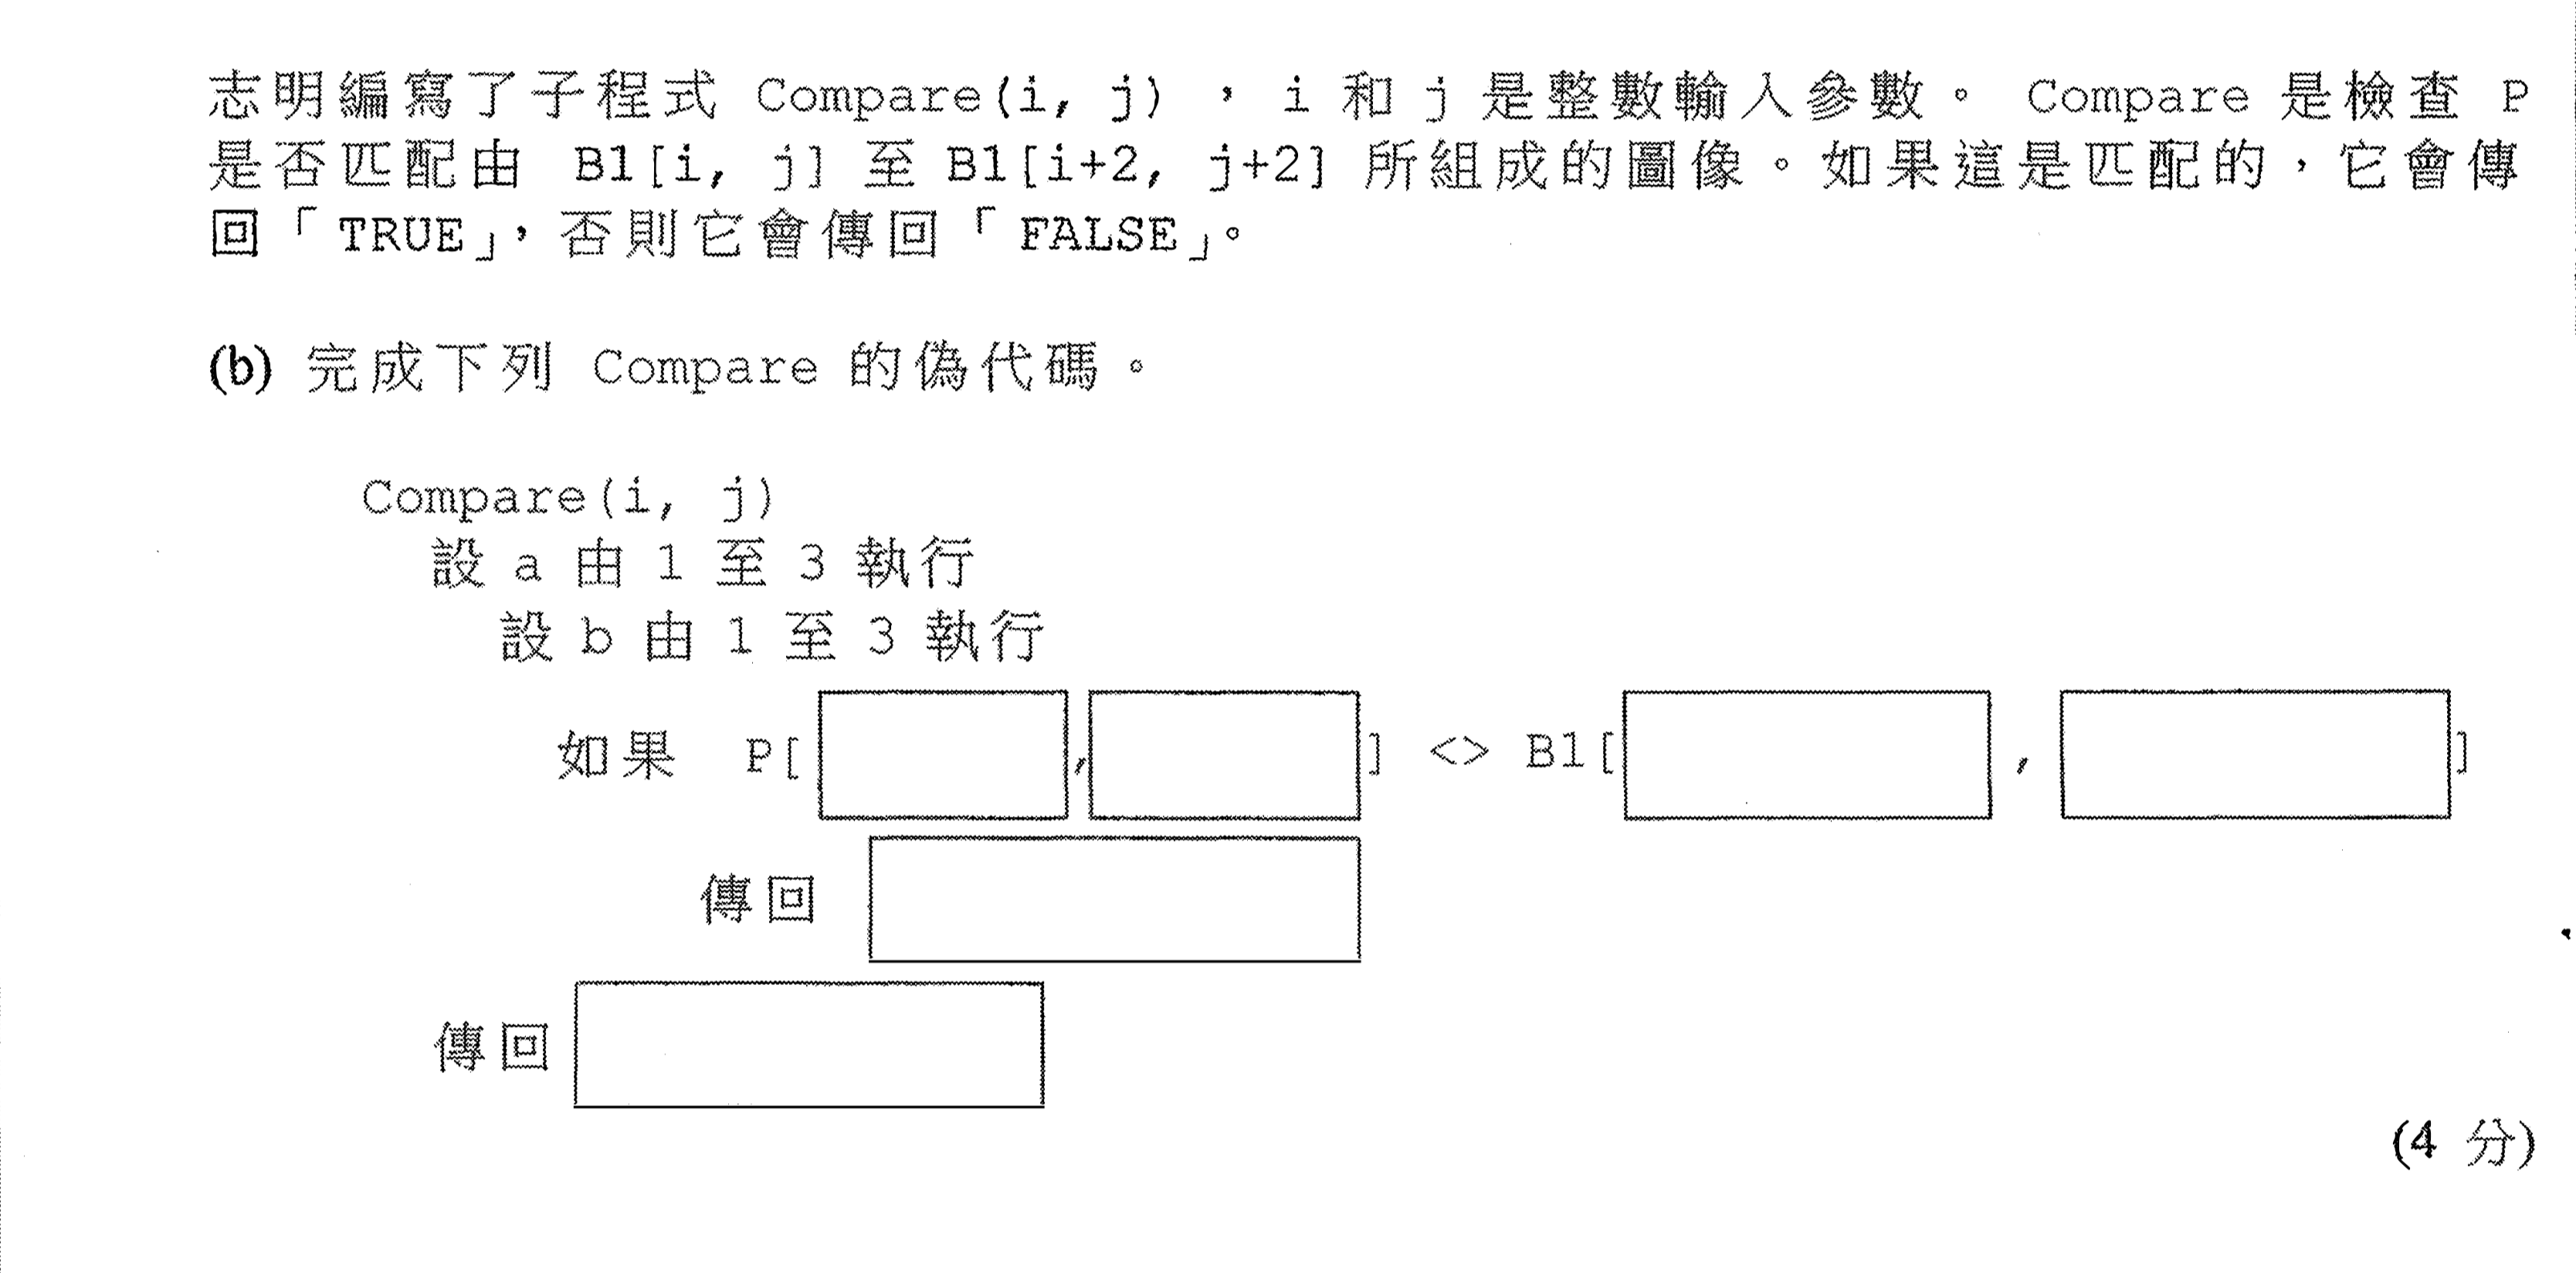 志明編寫了子程式 Compare(i, j) ，i 和 j 是整數輸入參數。 Compare 是檢查 P
是否匹配由 B1[i, j] 至 B1[i+2, j+2] 所組成的圖像。如果這是匹配的，它會傳
回「TRUE」，否則它會傳回「FALSE」。
(b) 完成下列 Compare 的偽代碼。
Compare(i, j)
設 a 由 1 至 3 執行
設 b 由 1 至 3 執行
如果 P[ , ] <> B1[ , ]
傳回
傳回
(4 分)